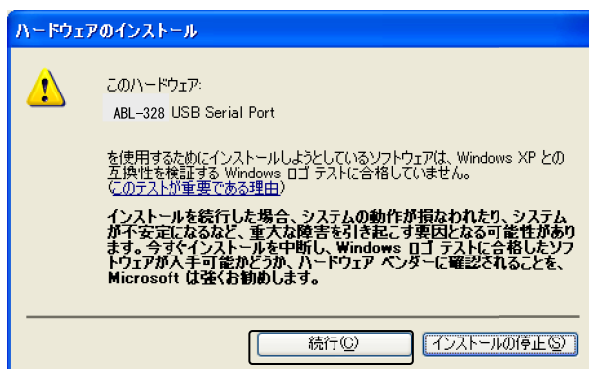 ハードウェアのインストール
このハードウェア:
ABL-328 USB Serial Port
を使用するためにインストールしようとしているソフトウェアは、Windows XP との
互換性を検証する Windows ロゴ テストに合格していません。
(このテストが重要である理由)
インストールを続行した場合、システムの動作が損なわれたり、システム
が不安定になるなど、重大な障害を引き起こす要因となる可能性があり
ます。今すぐインストールを中断し、Windows ロゴ テストに合格したソフ
トウェアが入手可能かどうか、ハードウェア ベンダーに確認されることを、
Microsoft は強くお勧めします。
続行(C)
インストールの停止(S)